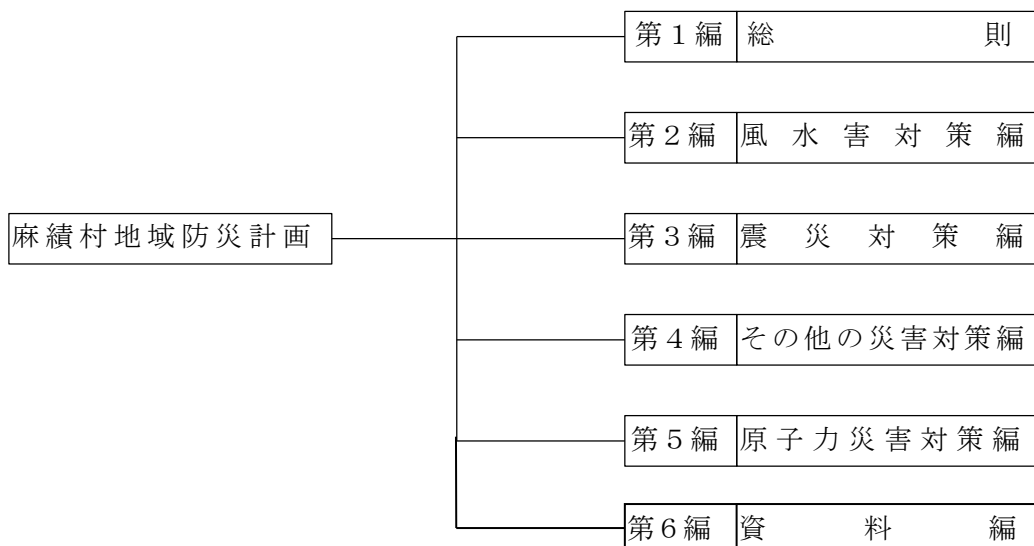 第1編 総則
第2編 風水害対策編
麻績村地域防災計画
第3編 震災対策編
第4編 その他の災害対策編
第5編 原子力災害対策編
第6編 資料編